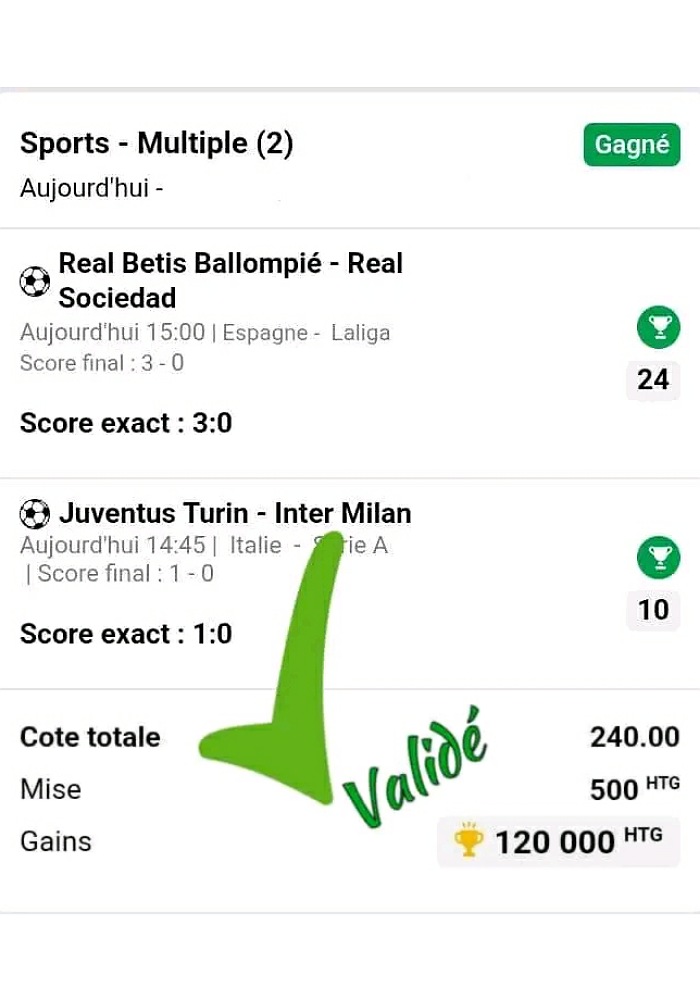 Sports - Multiple (2)
Gagné
Aujourd'hui -
Real Betis Ballompié - Real
Sociedad
Aujourd'hui 15:00 | Espagne - Laliga
Score final : 3 - 0
24
Score exact : 3:0
Juventus Turin - Inter Milan
Aujourd'hui 14:45 | Italie - S rie A
| Score final : 1 - 0
10
Score exact : 1:0
Cote totale
240.00
Validé
Mise
500 HTG
Gains
120 000 HTG